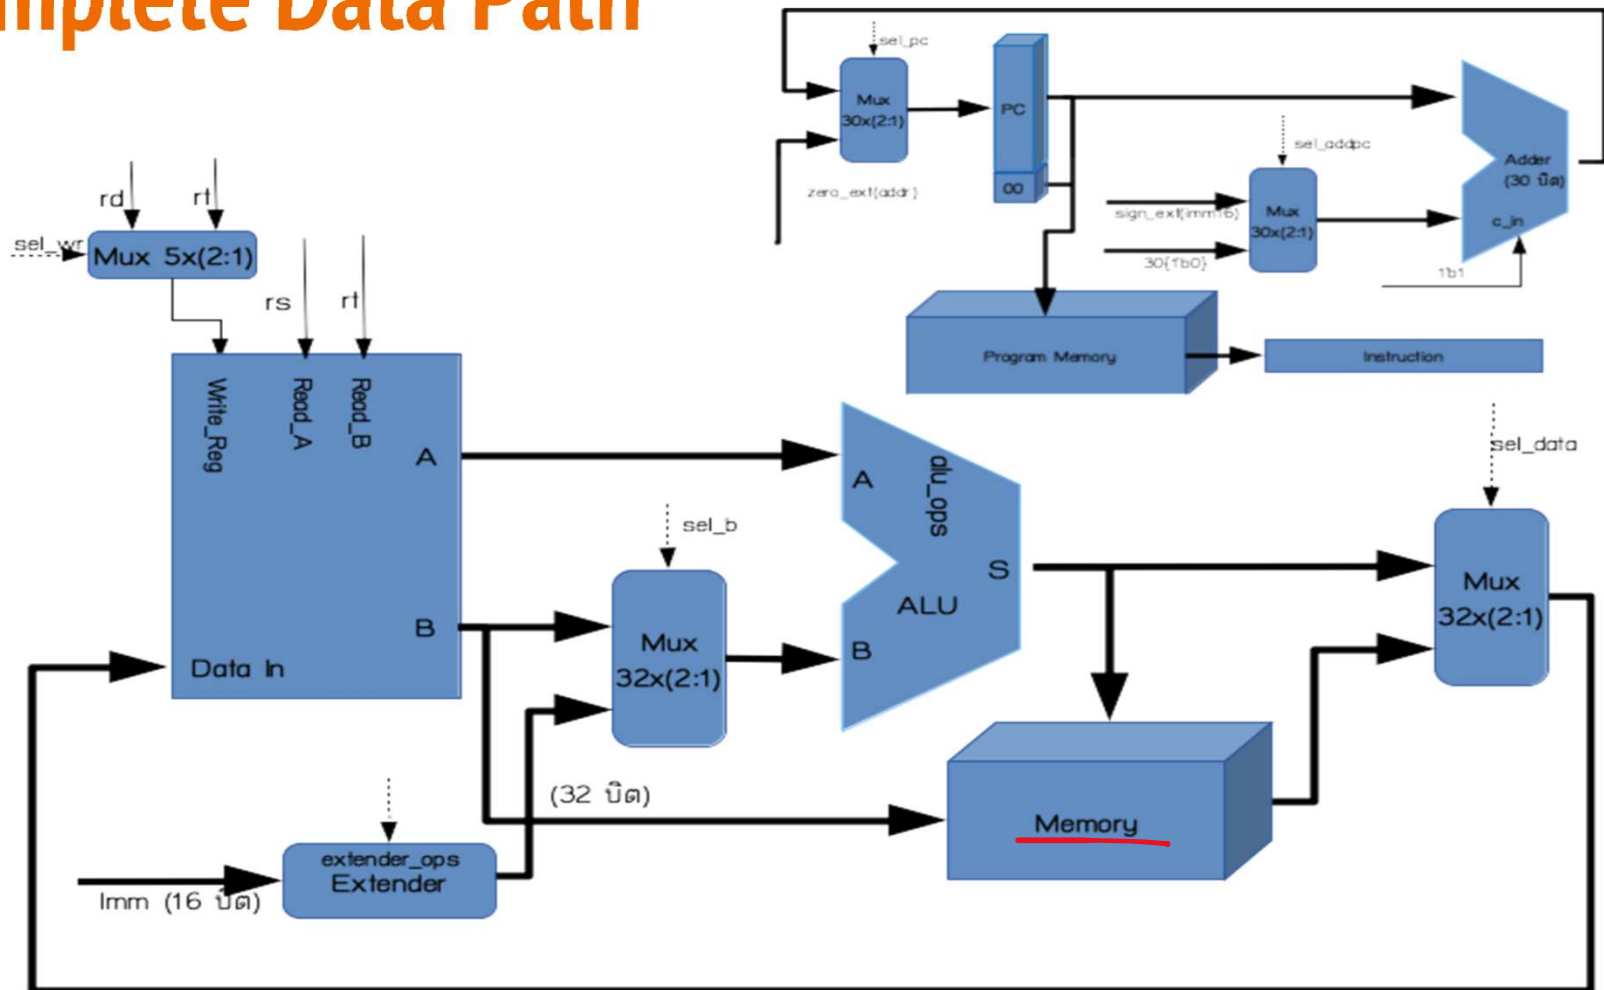 mplete Data Path
sel_pc
Mux
30x(2:1)
PC
00
zero_ext(addr)
sel_addpc
sign_ext(imm16)
Mux
30x(2:1)
30{1'b0}
Adder
(30 บิต)
c_in
1'b1
rd
rt
sel_wr
Mux 5x(2:1)
rs
rt
Program Memory
Instruction
Write_Reg
Read_A
Read_B
A
B
Data In
sel_b
Mux
32x(2:1)
A
alu_ops
S
ALU
B
sel_data
Mux
32x(2:1)
(32 บิต)
Memory
extender_ops
Extender
Imm (16 บิต)